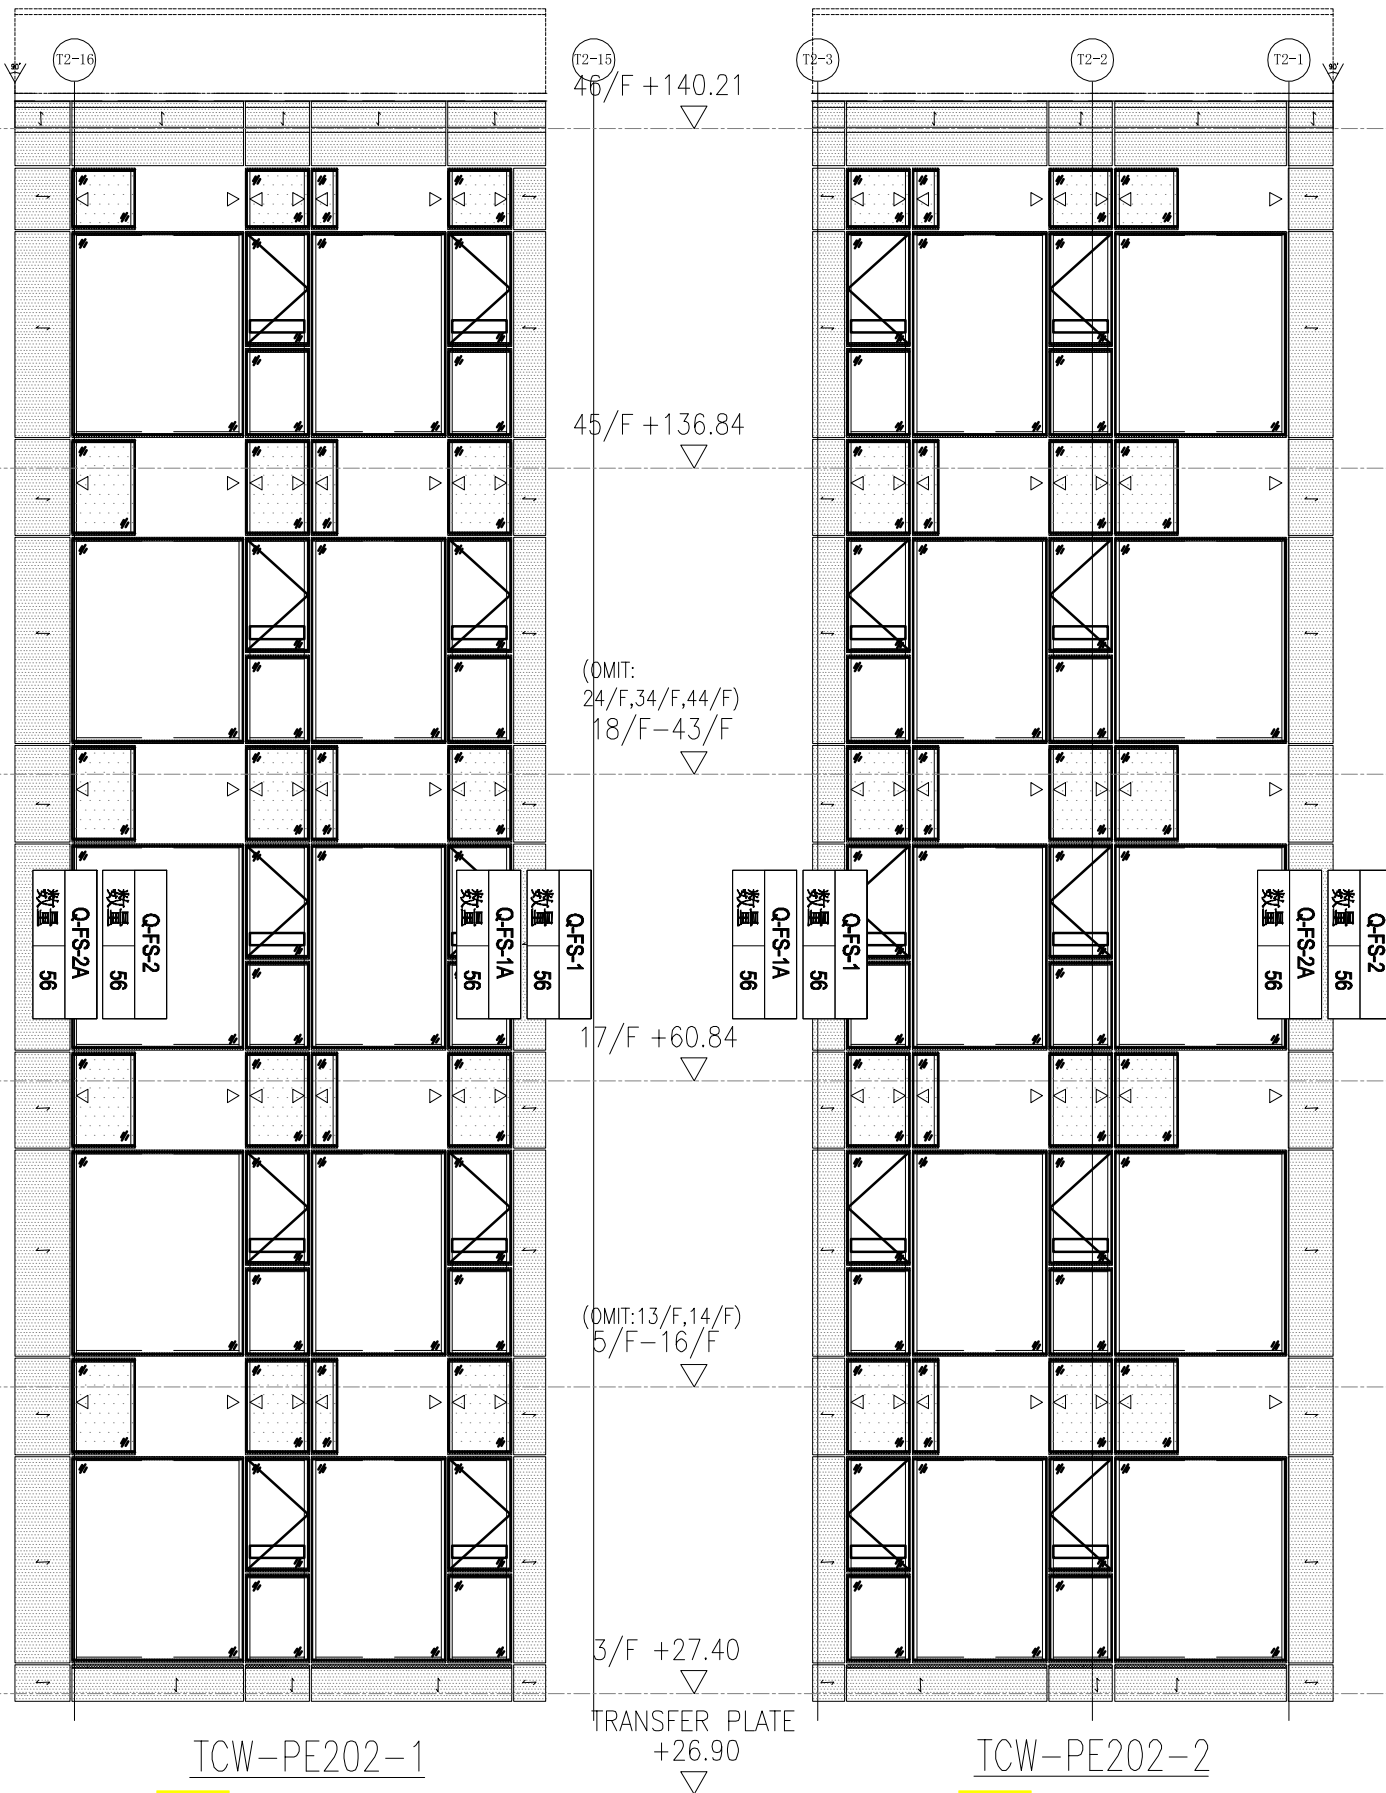 T2-16
T2-15
T2-3
T2-2
T2-1
90°
90°
46/F +140.21
45/F +136.84
(OMIT:
24/F,34/F,44/F)
18/F-43/F
Q-FS-2
数量 56
Q-FS-2A
数量 56
Q-FS-1
数量 56
Q-FS-1A
数量 56
Q-FS-1
数量 56
Q-FS-1A
数量 56
Q-FS-2
数量 56
Q-FS-2A
数量 56
17/F +60.84
(OMIT:13/F,14/F)
5/F-16/F
3/F +27.40
TRANSFER PLATE
+26.90
TCW-PE202-1
TCW-PE202-2